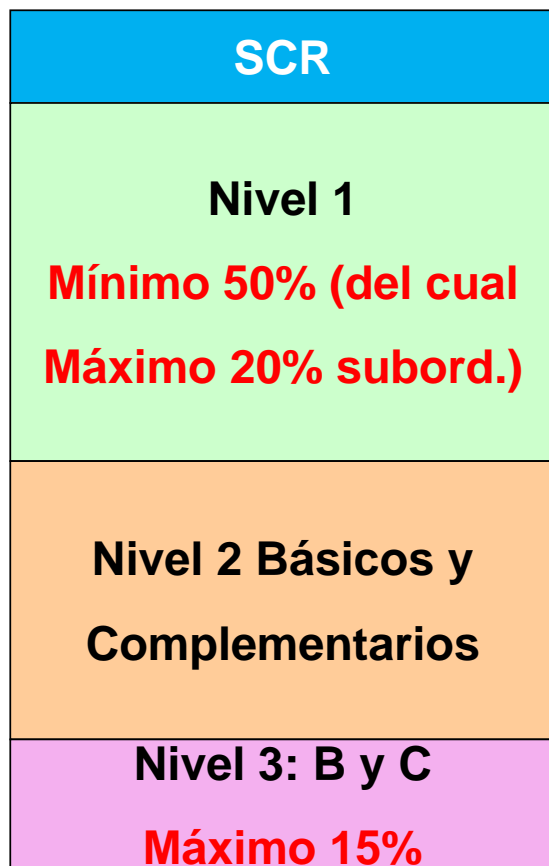 SCR
Nivel 1
Mínimo 50% (del cual
Máximo 20% subord.)
Nivel 2 Básicos y
Complementarios
Nivel 3: B y C
Máximo 15%